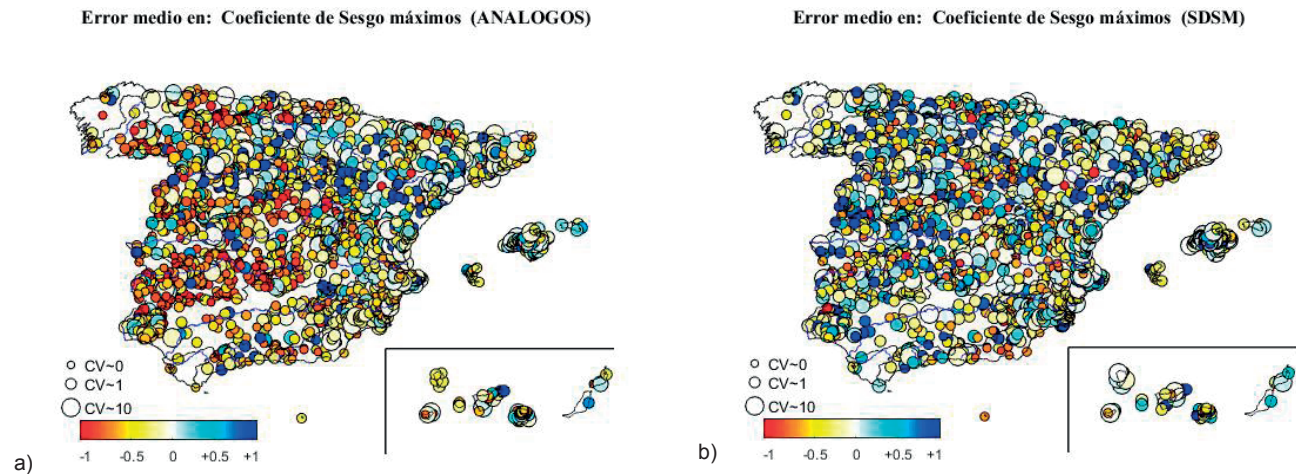 Error medio en: Coeficiente de Sesgo máximos (ANALOGOS)
a)
CV~0
CV~1
CV~10
-1 -0.5 0 +0.5 +1
Error medio en: Coeficiente de Sesgo máximos (SDSM)
b)
CV~0
CV~1
CV~10
-1 -0.5 0 +0.5 +1